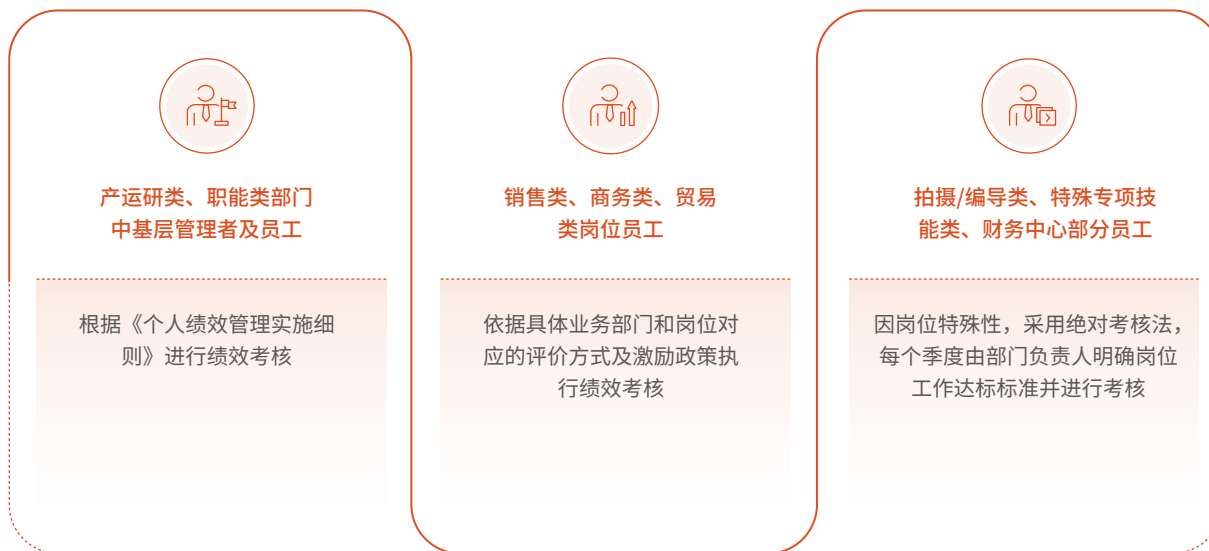 产运研类、职能类部门
中基层管理者及员工
根据《个人绩效管理实施细
则》进行绩效考核
销售类、商务类、贸易
类岗位员工
依据具体业务部门和岗位对
应的评价方式及激励政策执
行绩效考核
拍摄/编导类、特殊专项技
能类、财务中心部分员工
因岗位特殊性，采用绝对考核法，
每个季度由部门负责人明确岗位
工作达标标准并进行考核